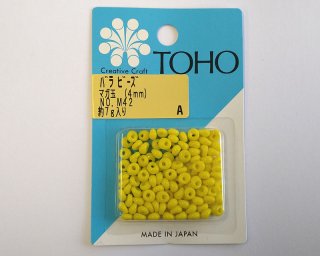 Creative Craft
TOHO
バラ ビーズ
マガ玉 (4mm)
NO. M42
約7g入り
A
MADE IN JAPAN